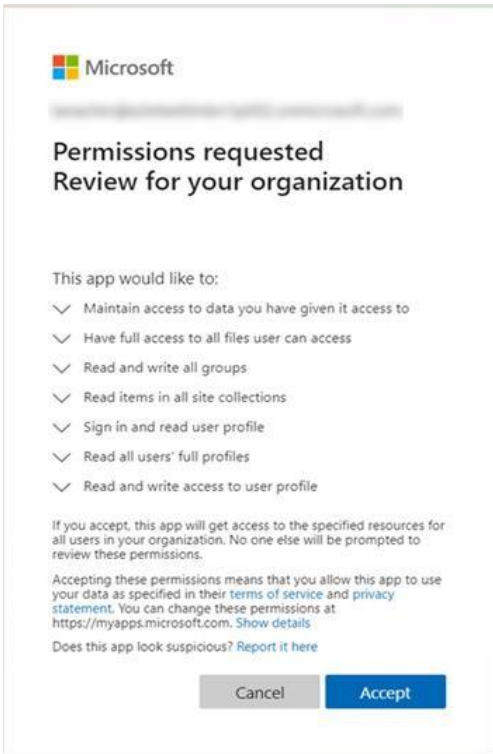 Microsoft
Permissions requested
Review for your organization
This app would like to:
Maintain access to data you have given it access to
Have full access to all files user can access
Read and write all groups
Read items in all site collections
Sign in and read user profile
Read all users' full profiles
Read and write access to user profile
If you accept, this app will get access to the specified resources for
all users in your organization. No one else will be prompted to
review these permissions.
Accepting these permissions means that you allow this app to use
your data as specified in their terms of service and privacy
statement. You can change these permissions at
https://myapps.microsoft.com. Show details
Does this app look suspicious? Report it here
Cancel
Accept